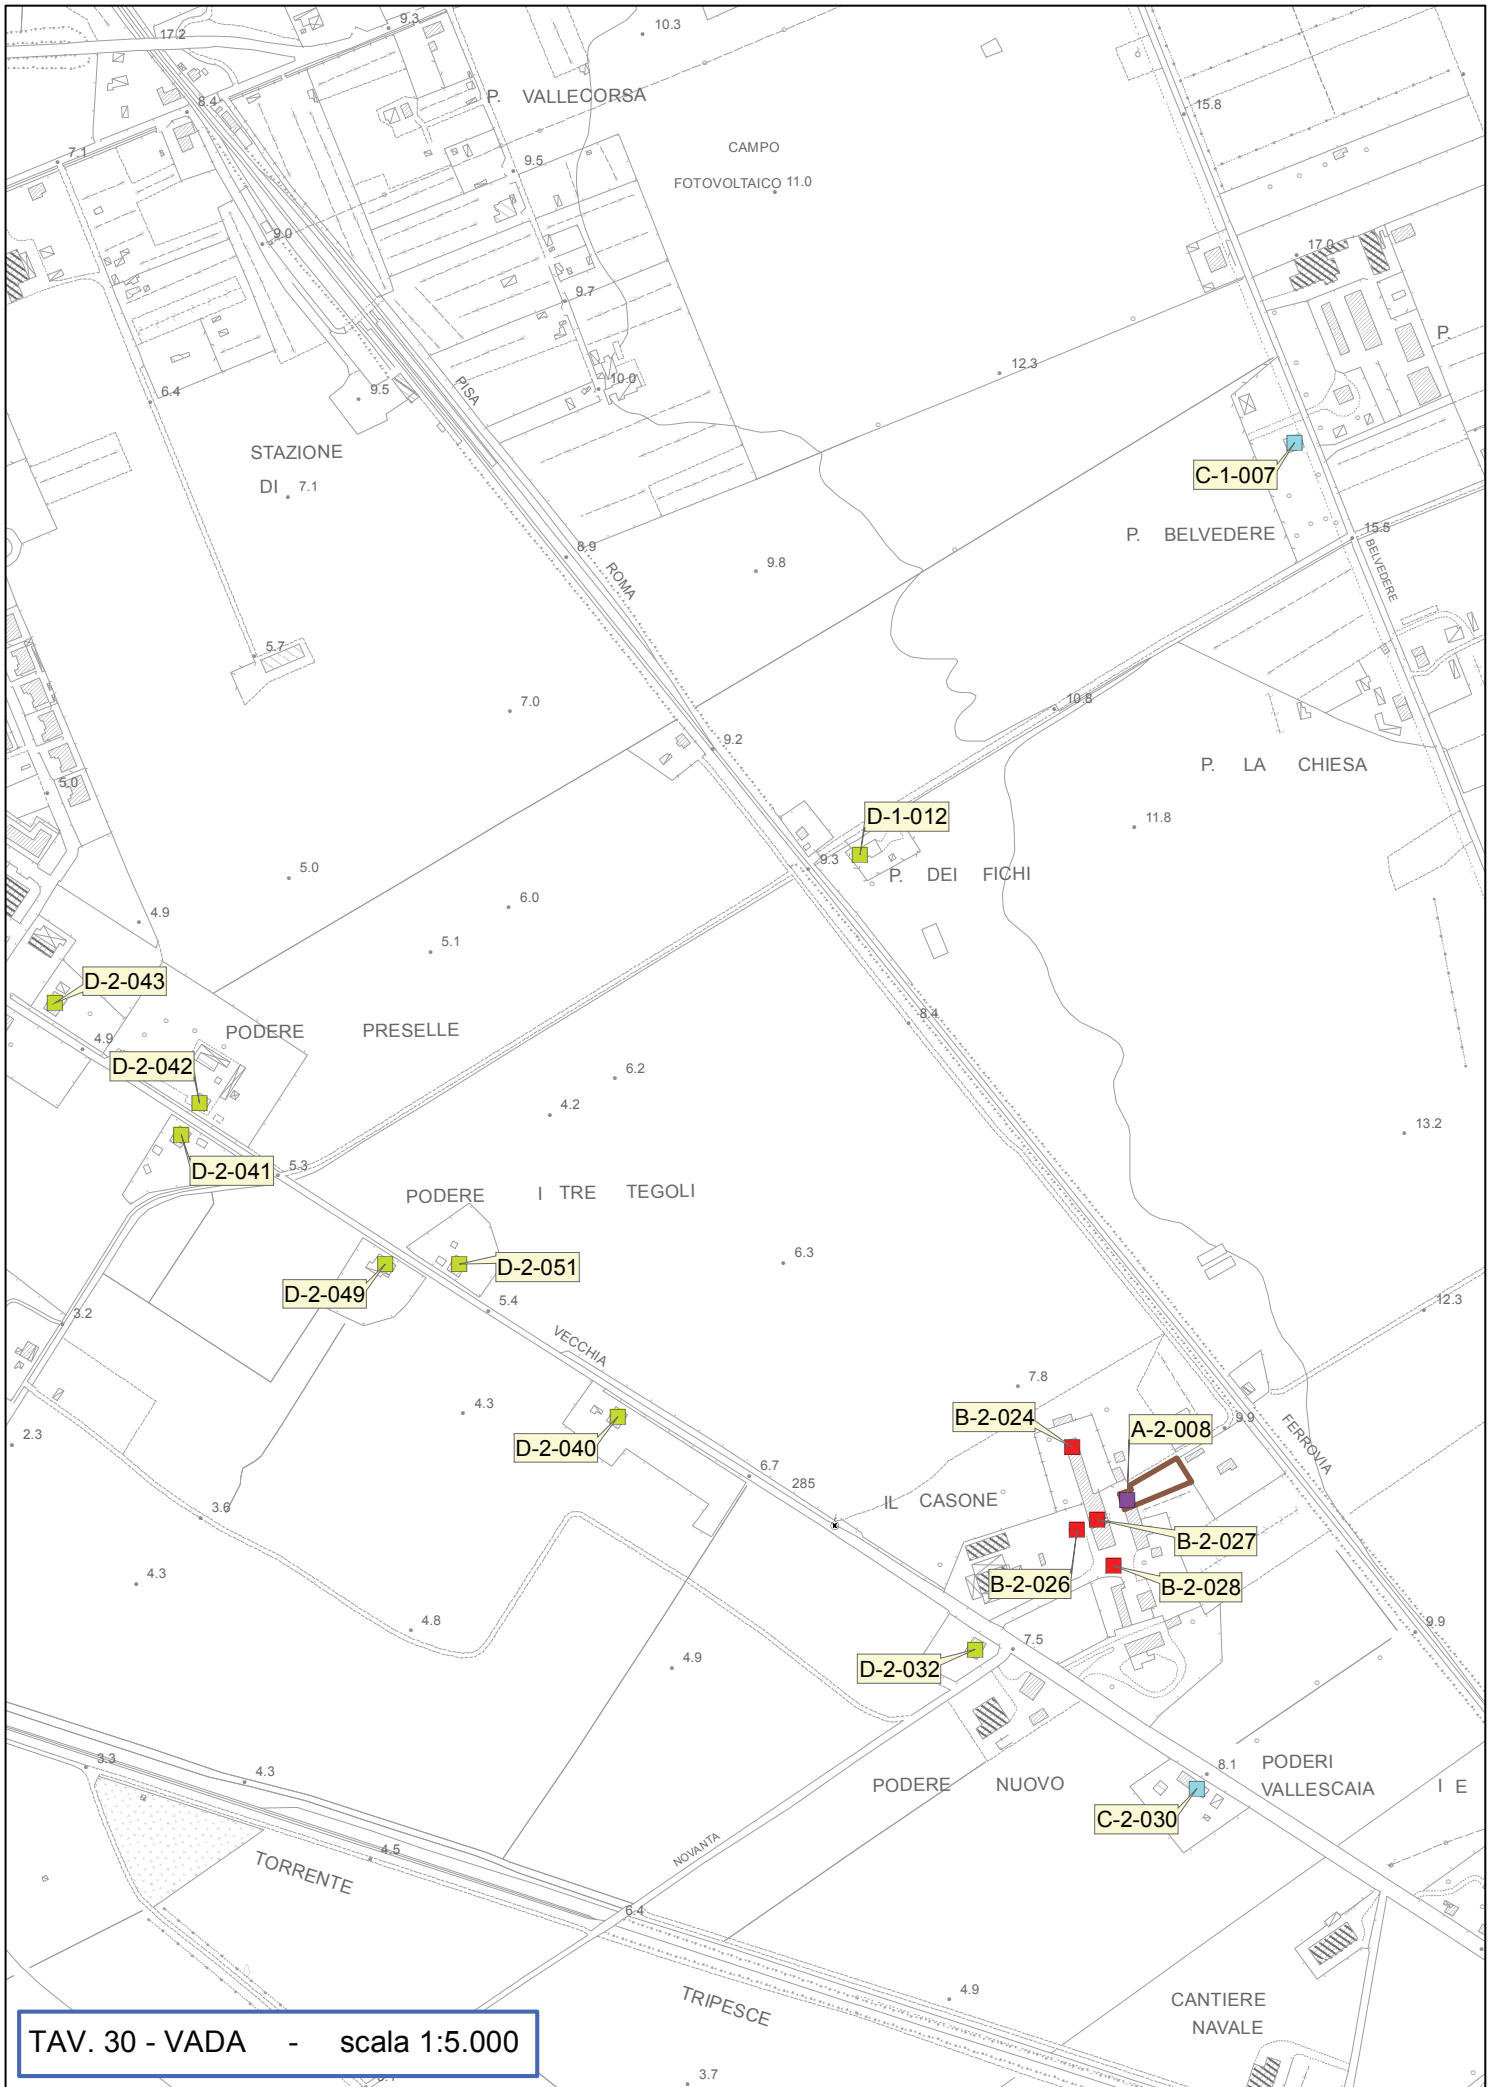 17.2
9.3
10.3
8.4
P. VALLECORSA
15.8
CAMPO
7.1
9.5
FOTOVOLTAICO 11.0
9.0
17.0
9.7
P.
12.3
10.0
6.4
9.5
PISA
STAZIONE
C-1-007
DI 7.1
P. BELVEDERE
15.5
8.9
BELVEDERE
9.8
ROMA
5.7
7.0
10.8
9.2
P. LA CHIESA
5.0
D-1-012
11.8
9.3
5.0
P. DEI FICHI
4.9
6.0
5.1
D-2-043
8.4
PODERE PRESELLE
4.9
D-2-042
6.2
4.2
13.2
D-2-041
5.3
PODERE I TRE TEGOLI
6.3
D-2-051
D-2-049
5.4
12.3
3.2
VECCHIA
7.8
4.3
B-2-024
A-2-008
9.9
FERROVIA
2.3
D-2-040
6.7
285
IL CASONE
3.6
B-2-027
B-2-026
B-2-028
4.3
4.8
9.9
7.5
4.9
D-2-032
3.3
4.3
8.1
PODERI
PODERE NUOVO
VALLESCAIA I E
C-2-030
NOVANTA
4.5
TORRENTE
6.4
TRIPESCE
4.9
CANTIERE
NAVALE
TAV. 30 - VADA - scala 1:5.000
3.7